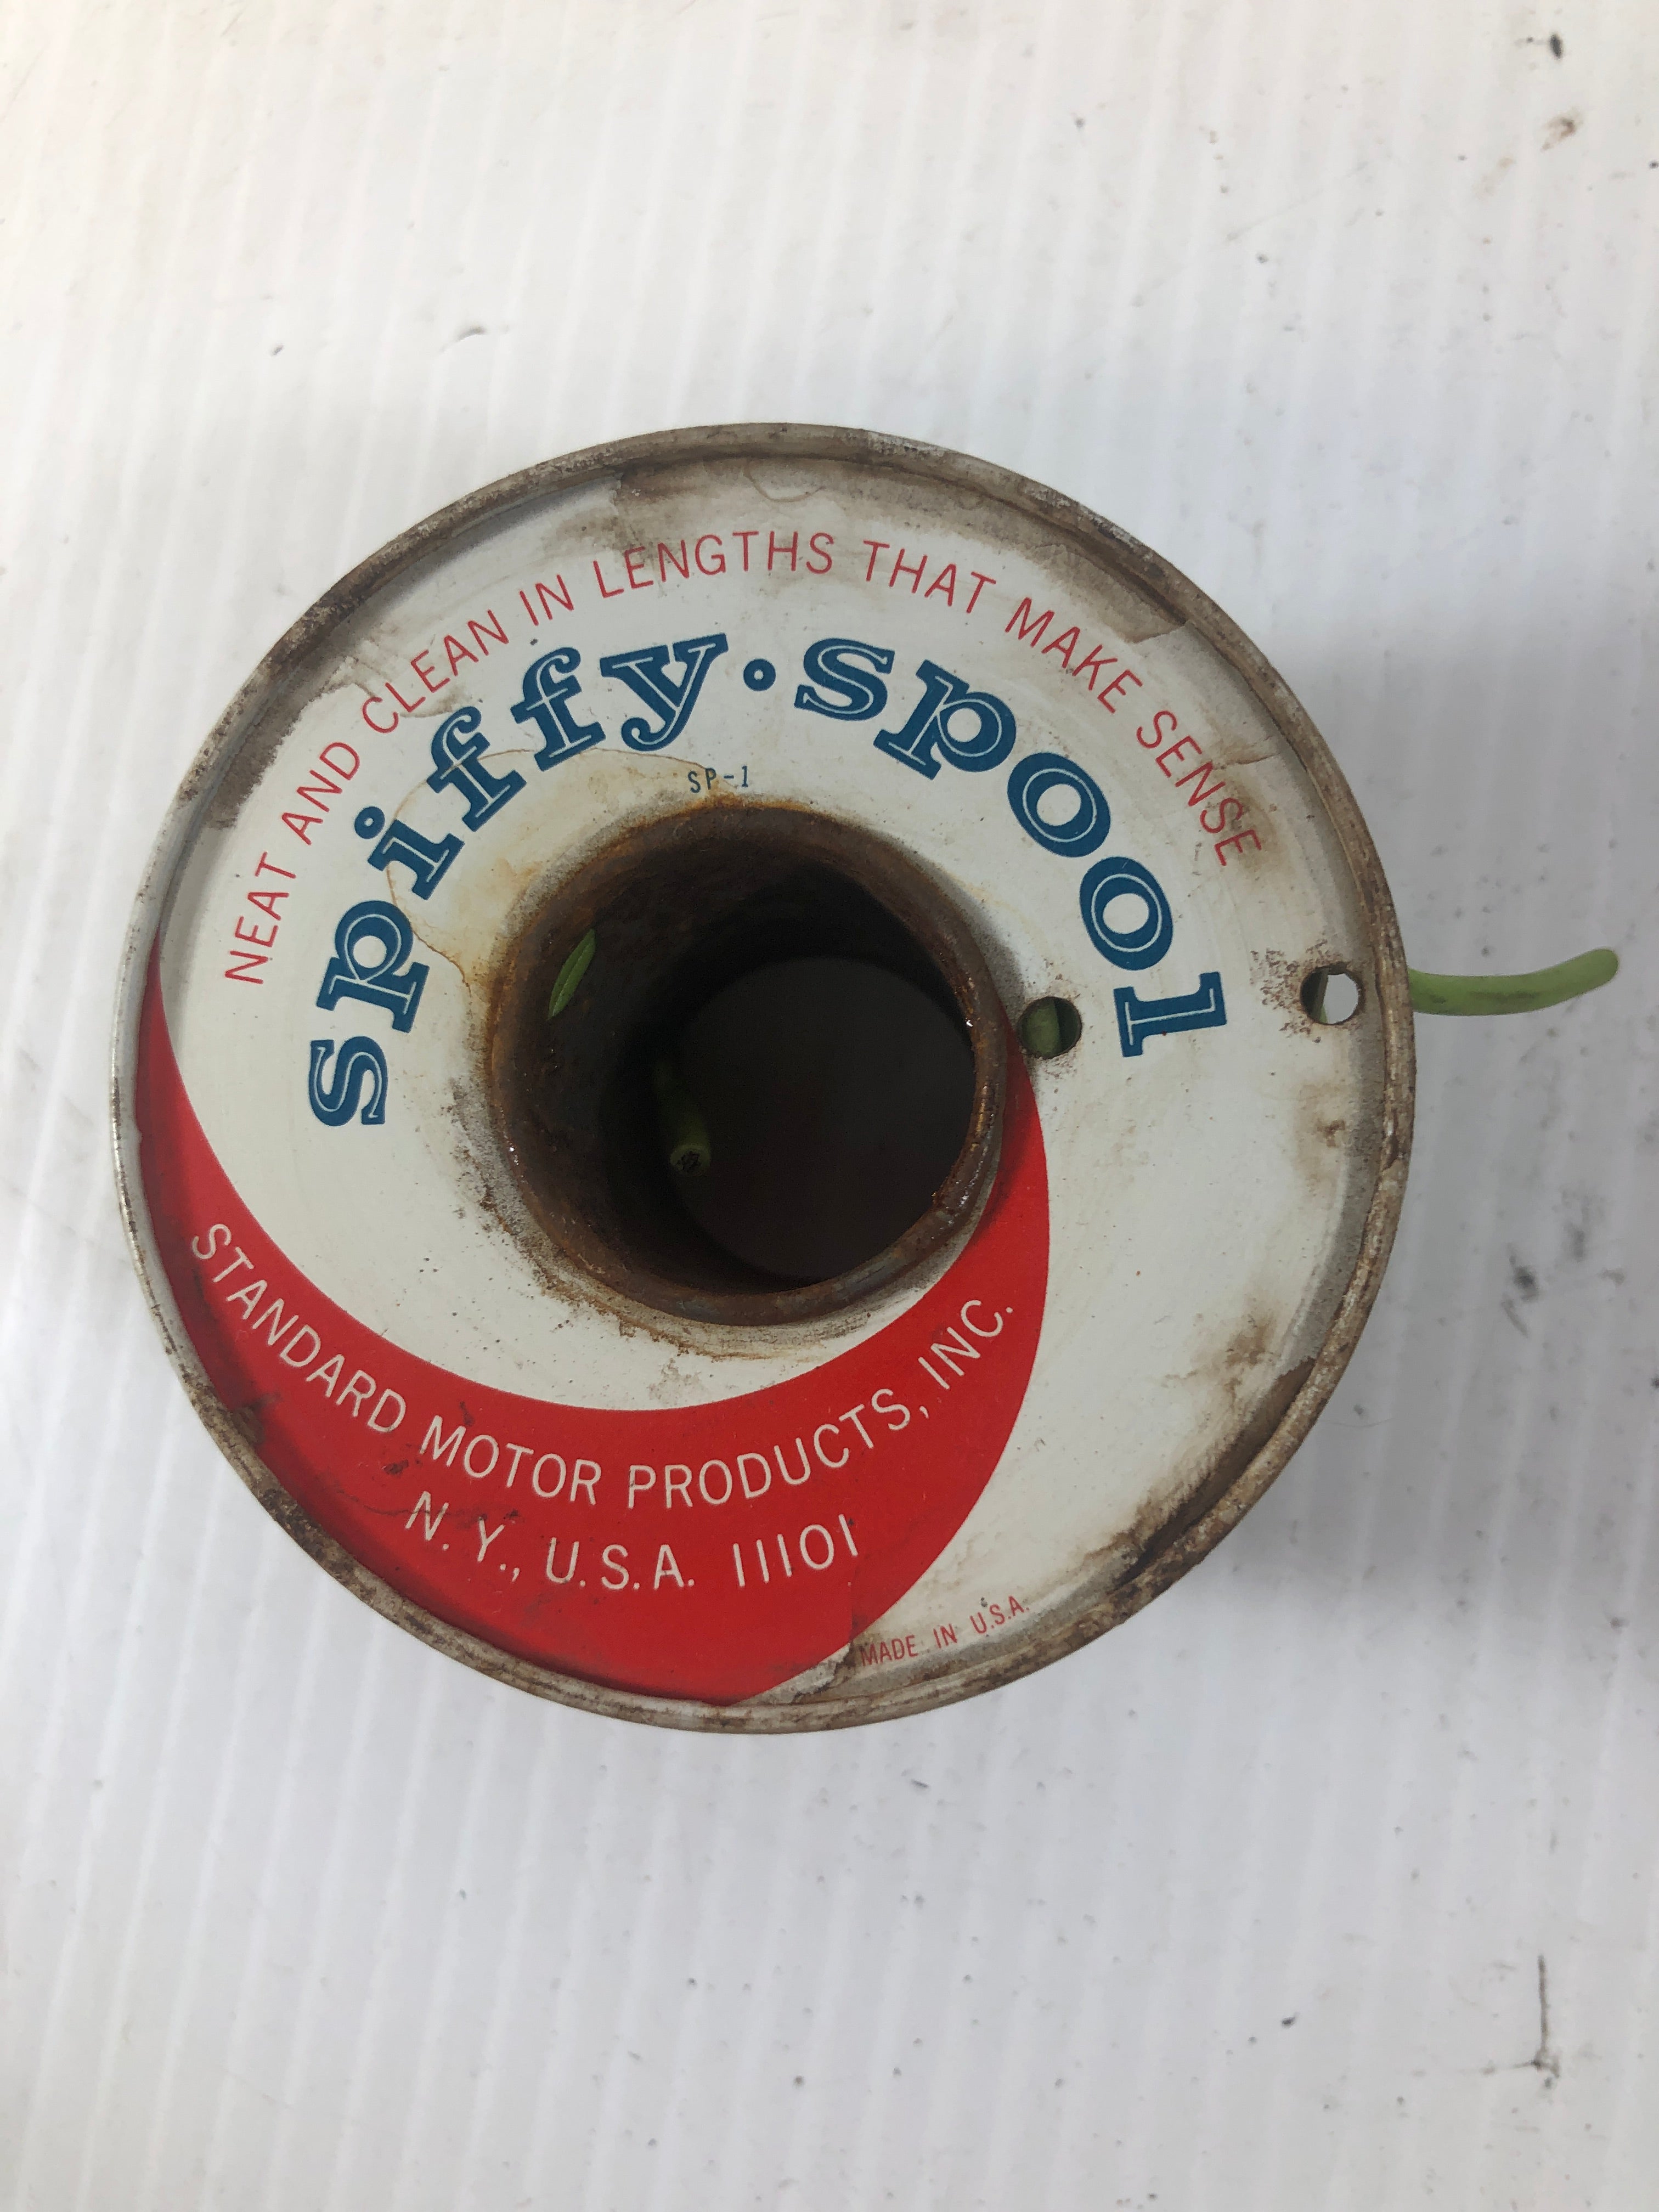 NEAT AND CLEAN IN LENGTHS THAT MAKE SENSE
spiffy·spool
SP-1
STANDARD MOTOR PRODUCTS, INC.
N.Y., U.S.A. 11101
MADE IN U.S.A.